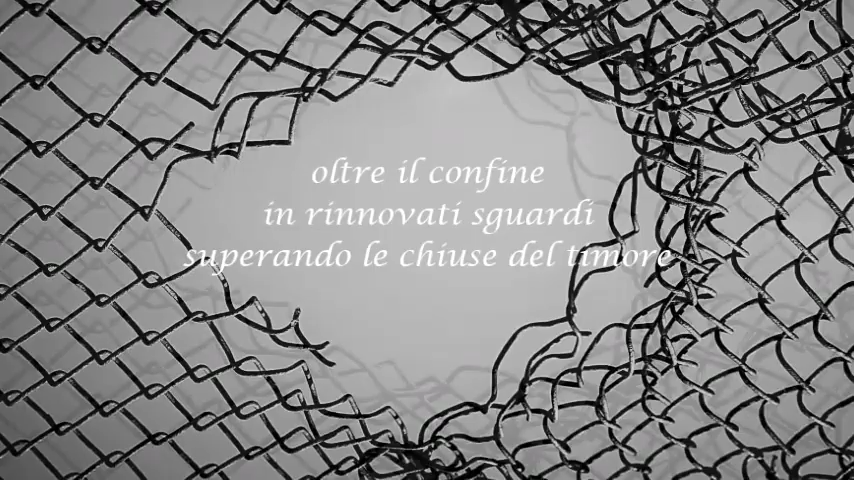 oltre il confine
in rinnovati sguardi
superando le chiuse del timore